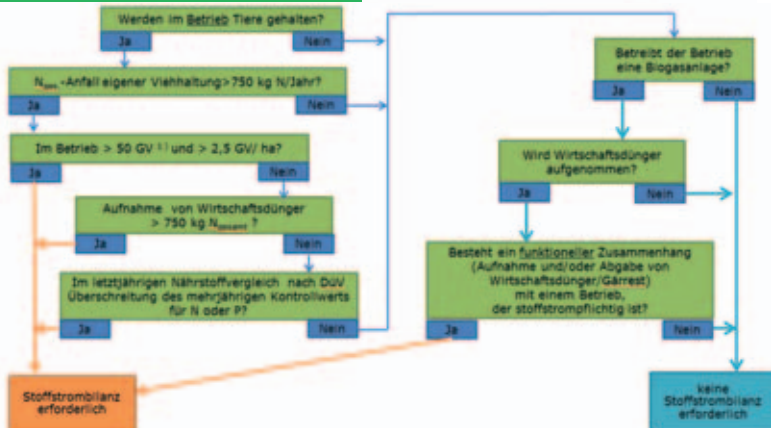 Werden im Betrieb Tiere gehalten?
Ja
Nein
Nges.-Anfall eigener Viehhaltung>750 kg N/Jahr?
Ja
Nein
Im Betrieb > 50 GV und > 2,5 GV/ ha?
Ja
Nein
Aufnahme von Wirtschaftsdünger
> 750 kg Ngesamt ?
Ja
Nein
Im letztjährigen Nährstoffvergleich nach DüV
Überschreitung des mehrjährigen Kontrollwerts
für N oder P?
Ja
Nein
Stoffstrombilanz
erforderlich
Betreibt der Betrieb
eine Biogasanlage?
Ja
Nein
Wird Wirtschaftsdünger
aufgenommen?
Ja
Nein
Besteht ein funktioneller Zusammenhang
(Aufnahme und/oder Abgabe von
Wirtschaftsdünger/Gärrest)
mit einem Betrieb,
der stoffstrompflichtig ist?
Ja
Nein
keine
Stoffstrombilanz
erforderlich